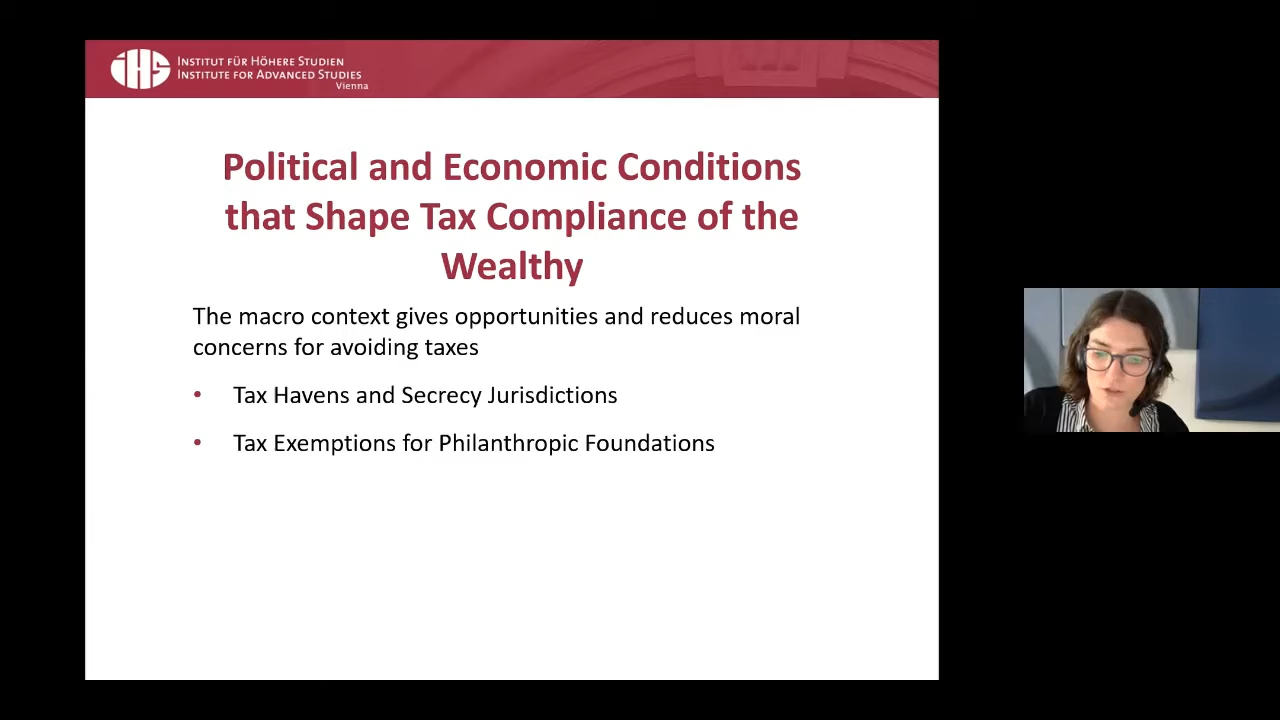 iHS
INSTITUT FÜR HÖHERE STUDIEN
INSTITUTE FOR ADVANCED STUDIES
Vienna
Political and Economic Conditions
that Shape Tax Compliance of the
Wealthy
The macro context gives opportunities and reduces moral
concerns for avoiding taxes
• Tax Havens and Secrecy Jurisdictions
• Tax Exemptions for Philanthropic Foundations